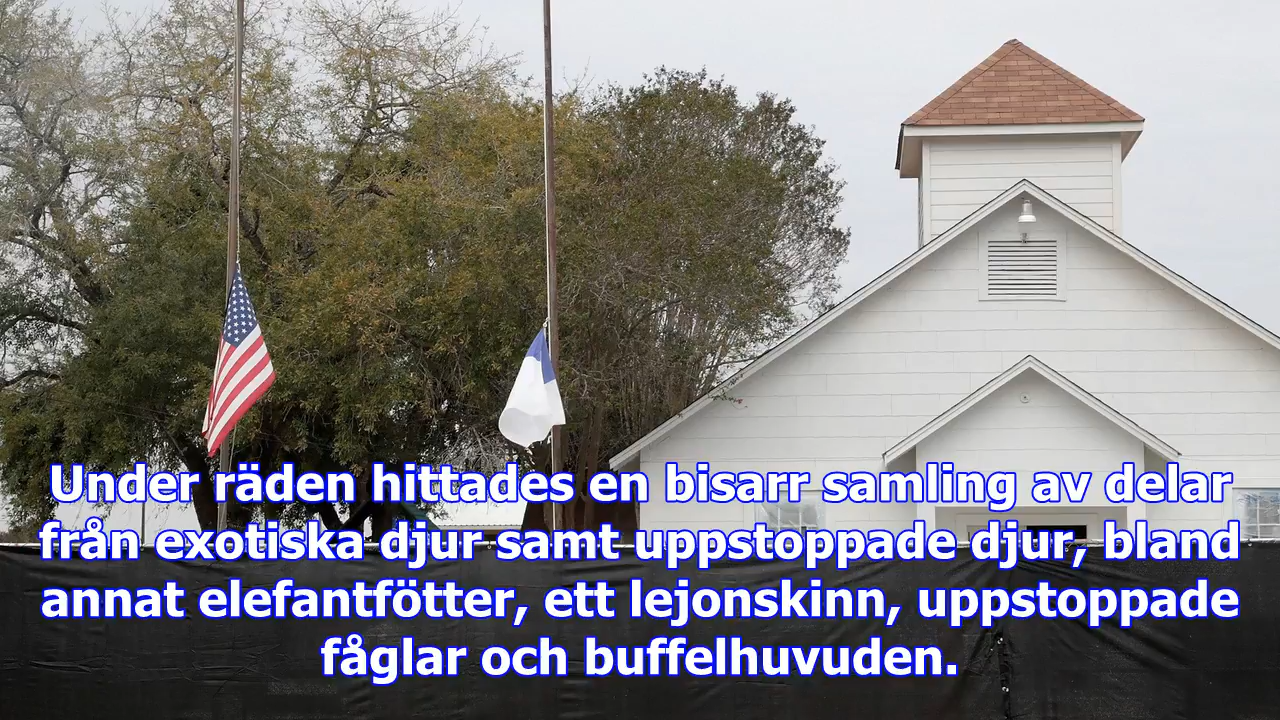 Under räden hittades en bisarr samling av delar
från exotiska djur samt uppstoppade djur, bland
annat elefantfötter, ett lejonskinn, uppstoppade
fåglar och buffelhuvuden.